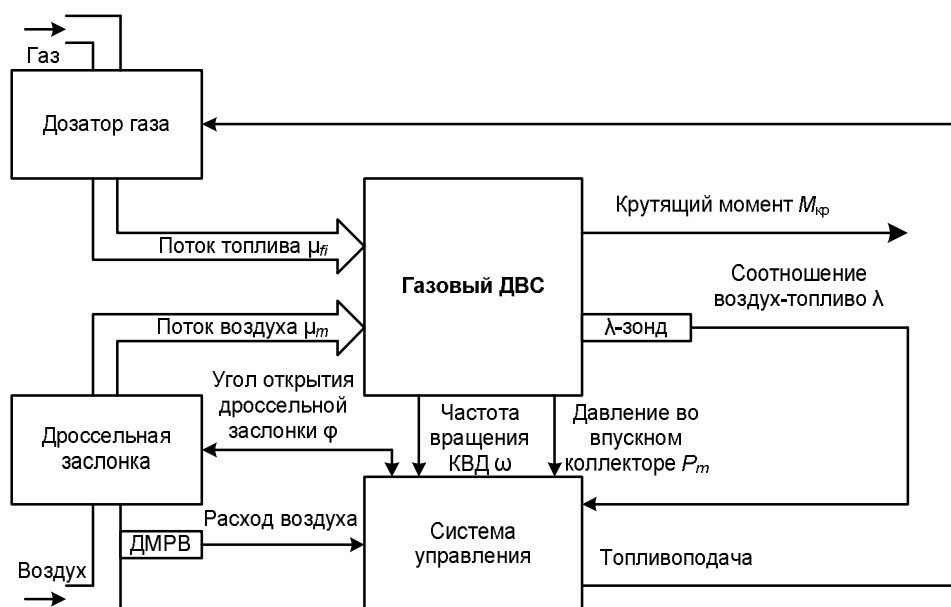 Газ
Дозатор газа
Поток топлива μfi
Крутящий момент Mкр
Газовый ДВС
Соотношение
воздух-топливо λ
Поток воздуха μm
λ-зонд
Угол открытия
дроссельной
заслонки φ
Частота
вращения
КВД ω
Давление во
впускном
коллекторе Pm
Дроссельная
заслонка
Расход воздуха
ДМРВ
Система
управления
Воздух
Топливоподача